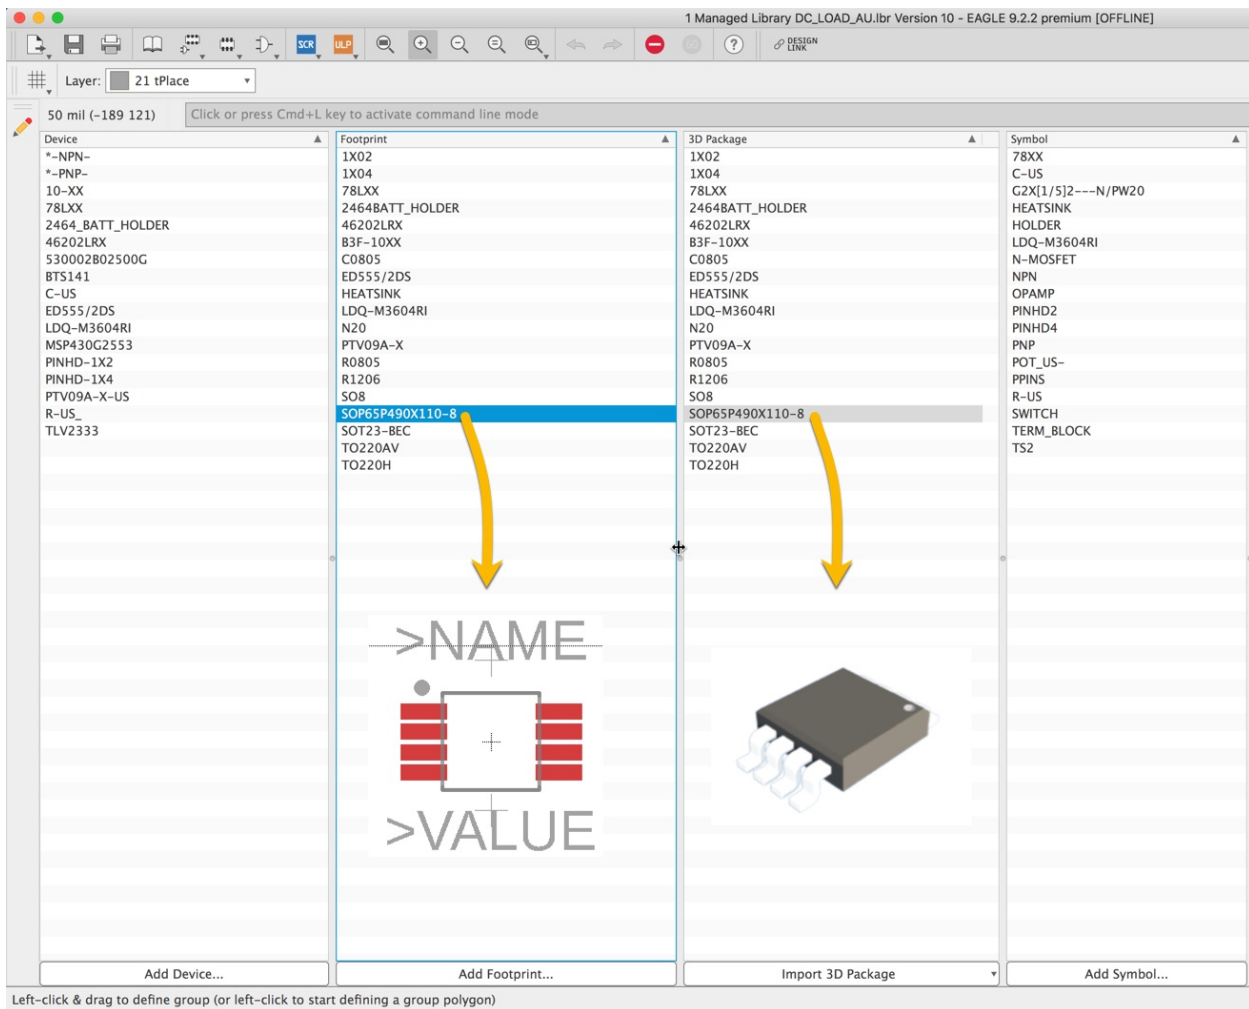 1 Managed Library DC_LOAD_AU.lbr Version 10 - EAGLE 9.2.2 premium [OFFLINE]
SCR ULP ? DESIGN
LINK
Layer: 21 tPlace
50 mil (-189 121) Click or press Cmd+L key to activate command line mode
Device
*-NPN-
*-PNP-
10-XX
78LXX
2464_BATT_HOLDER
46202LRX
530002B02500G
BTS141
C-US
ED555/2DS
LDQ-M3604RI
MSP430G2553
PINHD-1X2
PINHD-1X4
PTV09A-X-US
R-US_
TLV2333
Add Device...
Footprint
1X02
1X04
78LXX
2464BATT_HOLDER
46202LRX
B3F-10XX
C0805
ED555/2DS
HEATSINK
LDQ-M3604RI
N20
PTV09A-X
R0805
R1206
SO8
SOP65P490X110-8
SOT23-BEC
TO220AV
TO220H
>NAME
>VALUE
Add Footprint...
3D Package
1X02
1X04
78LXX
2464BATT_HOLDER
46202LRX
B3F-10XX
C0805
ED555/2DS
HEATSINK
LDQ-M3604RI
N20
PTV09A-X
R0805
R1206
SO8
SOP65P490X110-8
SOT23-BEC
TO220AV
TO220H
Import 3D Package
Symbol
78XX
C-US
G2X[1/5]2---N/PW20
HEATSINK
HOLDER
LDQ-M3604RI
N-MOSFET
NPN
OPAMP
PINHD2
PINHD4
PNP
POT_US-
PPINS
R-US
SWITCH
TERM_BLOCK
TS2
Add Symbol...
Left-click & drag to define group (or left-click to start defining a group polygon)